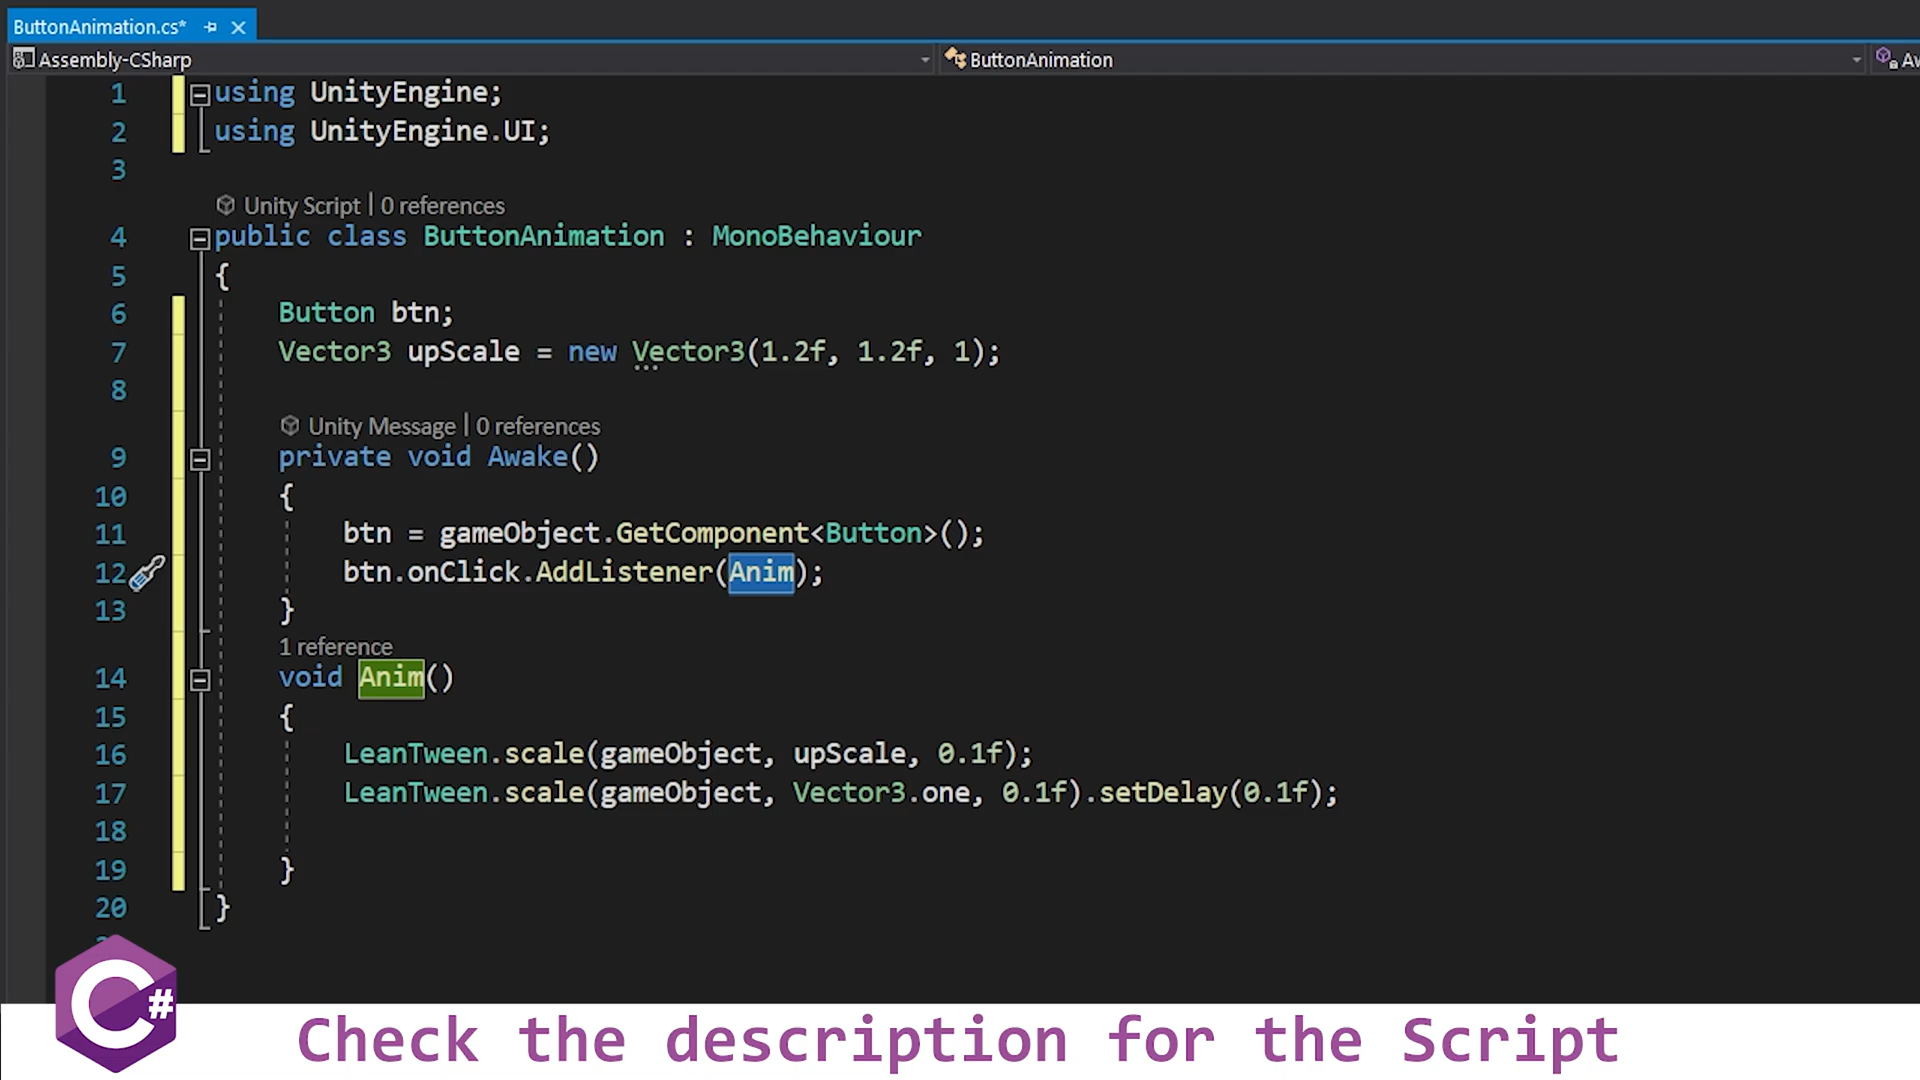 ButtonAnimation.cs*
Assembly-CSharp
ButtonAnimation
1 using UnityEngine;
2 using UnityEngine.UI;
3
Unity Script | 0 references
4 public class ButtonAnimation : MonoBehaviour
5 {
6 Button btn;
7 Vector3 upScale = new Vector3(1.2f, 1.2f, 1);
8
Unity Message | 0 references
9 private void Awake()
10 {
11 btn = gameObject.GetComponent<Button>();
12 btn.onClick.AddListener(Anim);
13 }
1 reference
14 void Anim()
15 {
16 LeanTween.scale(gameObject, upScale, 0.1f);
17 LeanTween.scale(gameObject, Vector3.one, 0.1f).setDelay(0.1f);
18
19 }
20 }
C#
Check the description for the Script